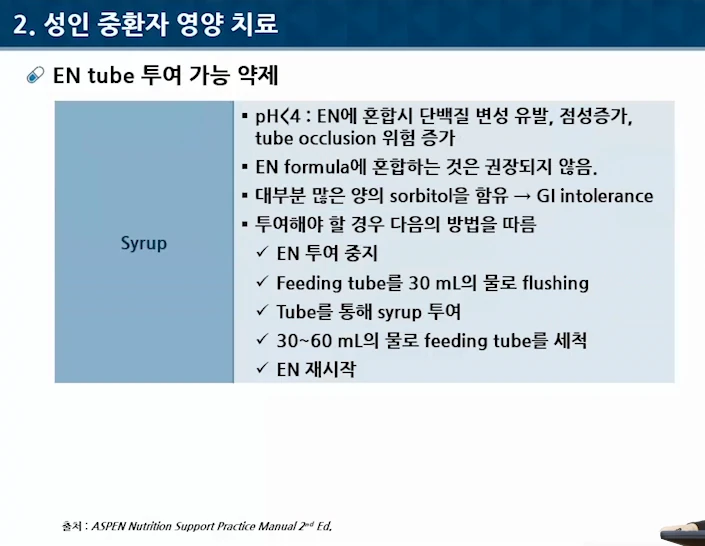 2. 성인 중환자 영양 치료
EN tube 투여 가능 약제
Syrup
▪ pH<4 : EN에 혼합시 단백질 변성 유발, 점성증가,
tube occlusion 위험 증가
▪ EN formula에 혼합하는 것은 권장되지 않음.
▪ 대부분 많은 양의 sorbitol을 함유 → GI intolerance
▪ 투여해야 할 경우 다음의 방법을 따름
✓ EN 투여 중지
✓ Feeding tube를 30 mL의 물로 flushing
✓ Tube를 통해 syrup 투여
✓ 30~60 mL의 물로 feeding tube를 세척
✓ EN 재시작
출처 : ASPEN Nutrition Support Practice Manual 2nd Ed.